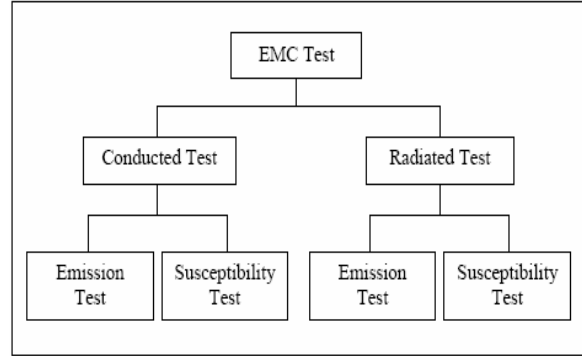 EMC Test
Conducted Test
Radiated Test
Emission
Test
Susceptibility
Test
Emission
Test
Susceptibility
Test